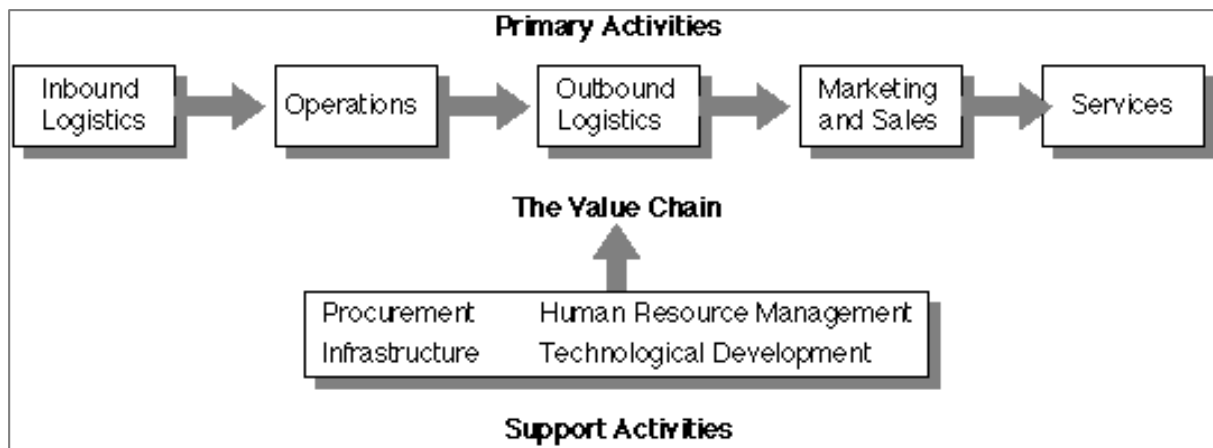 Primary Activities
Inbound
Logistics
Operations
Outbound
Logistics
Marketing
and Sales
Services
The Value Chain
Procurement Human Resource Management
Infrastructure Technological Development
Support Activities